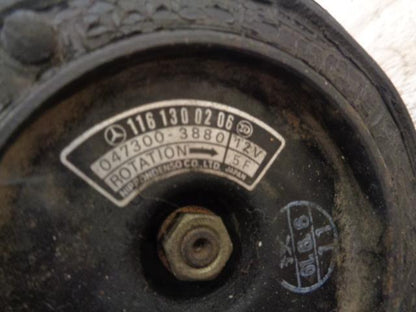 116 130 02 06
047300-3880 12V
ROTATION 5F
NIPPONDENSO CO., LTD. JAPAN